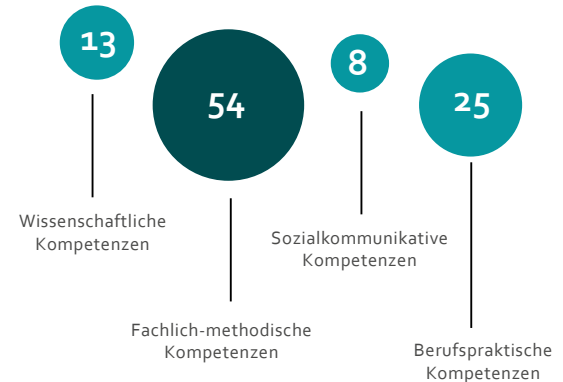 13
54
8
25
Wissenschaftliche
Kompetenzen
Fachlich-methodische
Kompetenzen
Sozialkommunikative
Kompetenzen
Berufspraktische
Kompetenzen